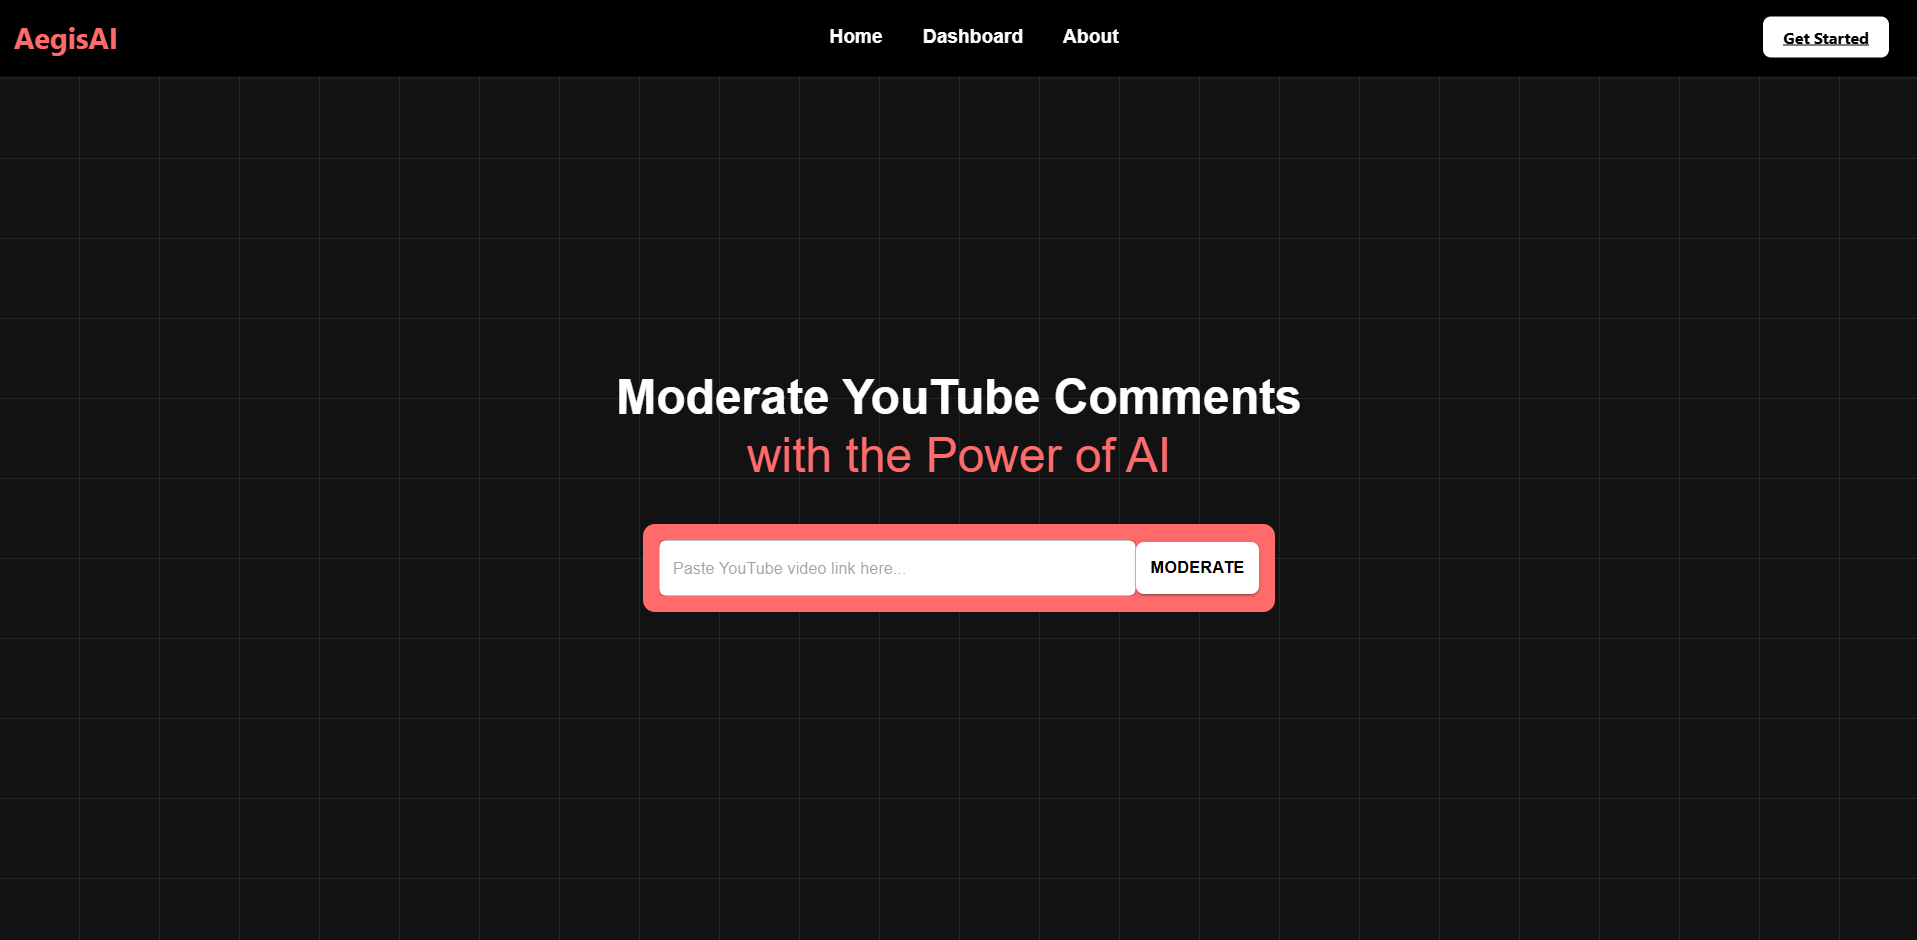 AegisAI
Home
Dashboard
About
Get Started
Moderate YouTube Comments
with the Power of AI
Paste YouTube video link here...
MODERATE